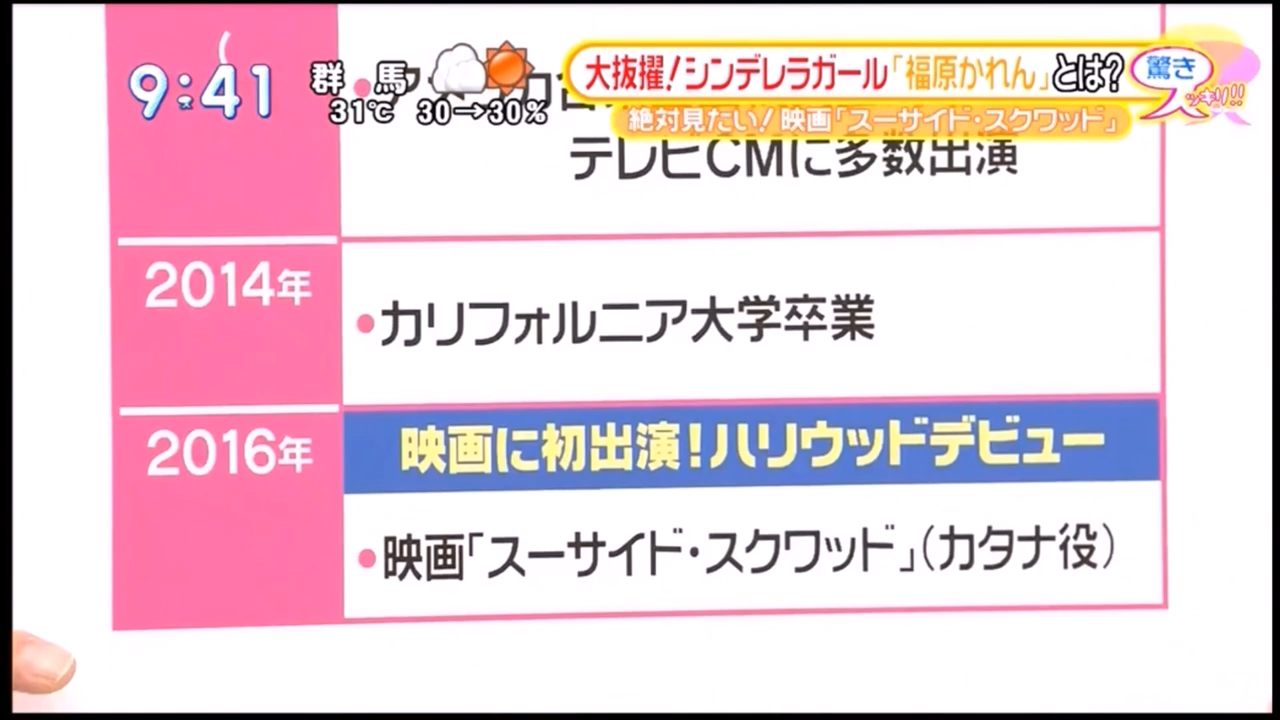 9:41
群 馬
31℃ 30→30%
大抜擢!シンデレラガール「福原かれん」とは?
驚き
ッキリ!!
絶対見たい!映画「スーサイド・スクワッド」
テレビCMに多数出演
2014年
•カリフォルニア大学卒業
2016年
映画に初出演!ハリウッドデビュー
•映画「スーサイド・スクワッド」(カタナ役)